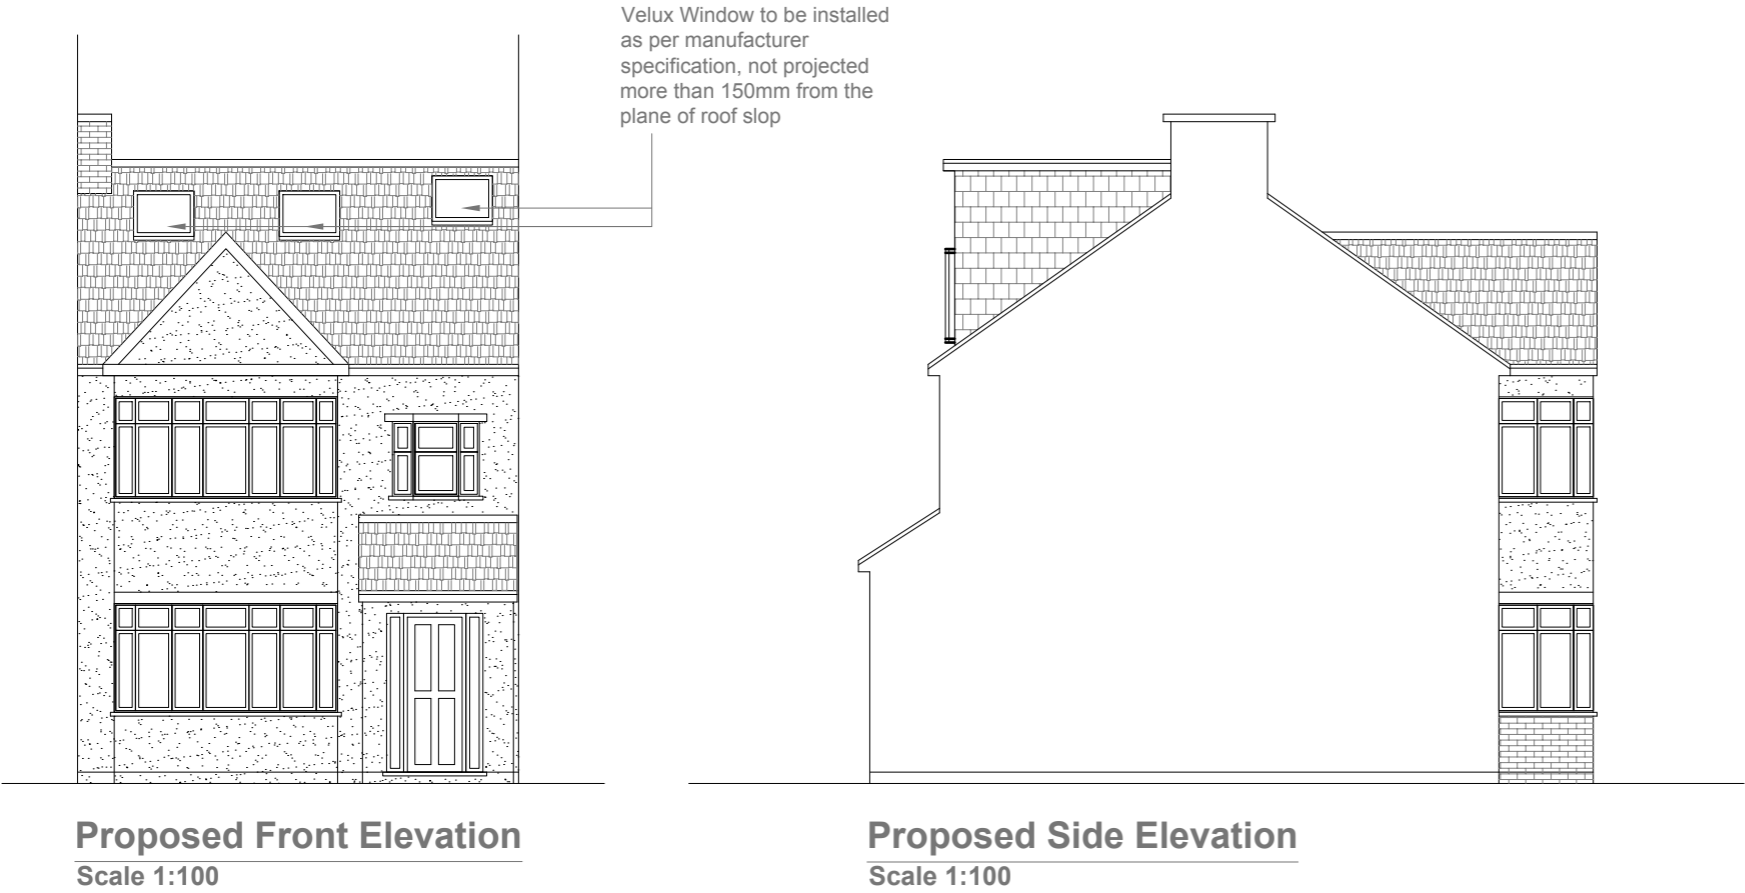 Velux Window to be installed
as per manufacturer
specification, not projected
more than 150mm from the
plane of roof slop
Proposed Front Elevation
Scale 1:100
Proposed Side Elevation
Scale 1:100